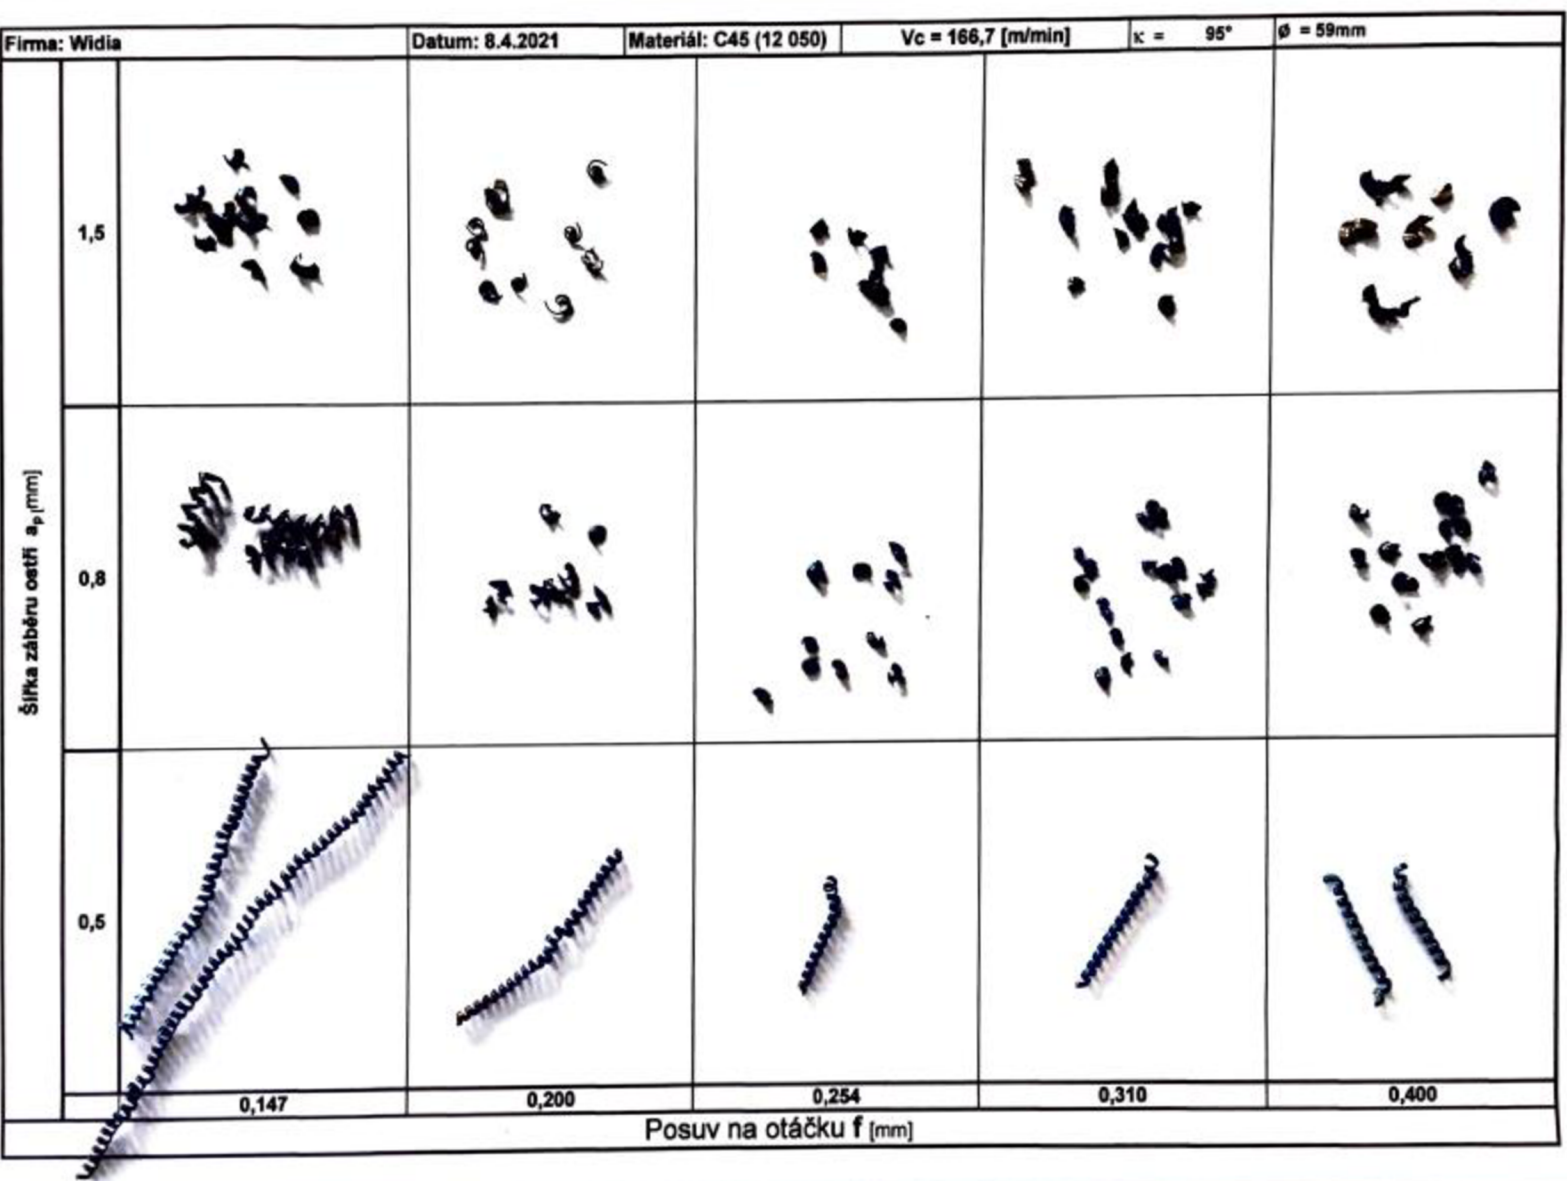 Firma: Widia Datum: 8.4.2021 Materiál: C45 (12 050) Vc = 166,7 [m/min] κ = 95° Ø = 59mm
Šířka záběru ostří ap [mm]
1,5
0,8
0,5
0,147 0,200 0,254 0,310 0,400
Posuv na otáčku f [mm]